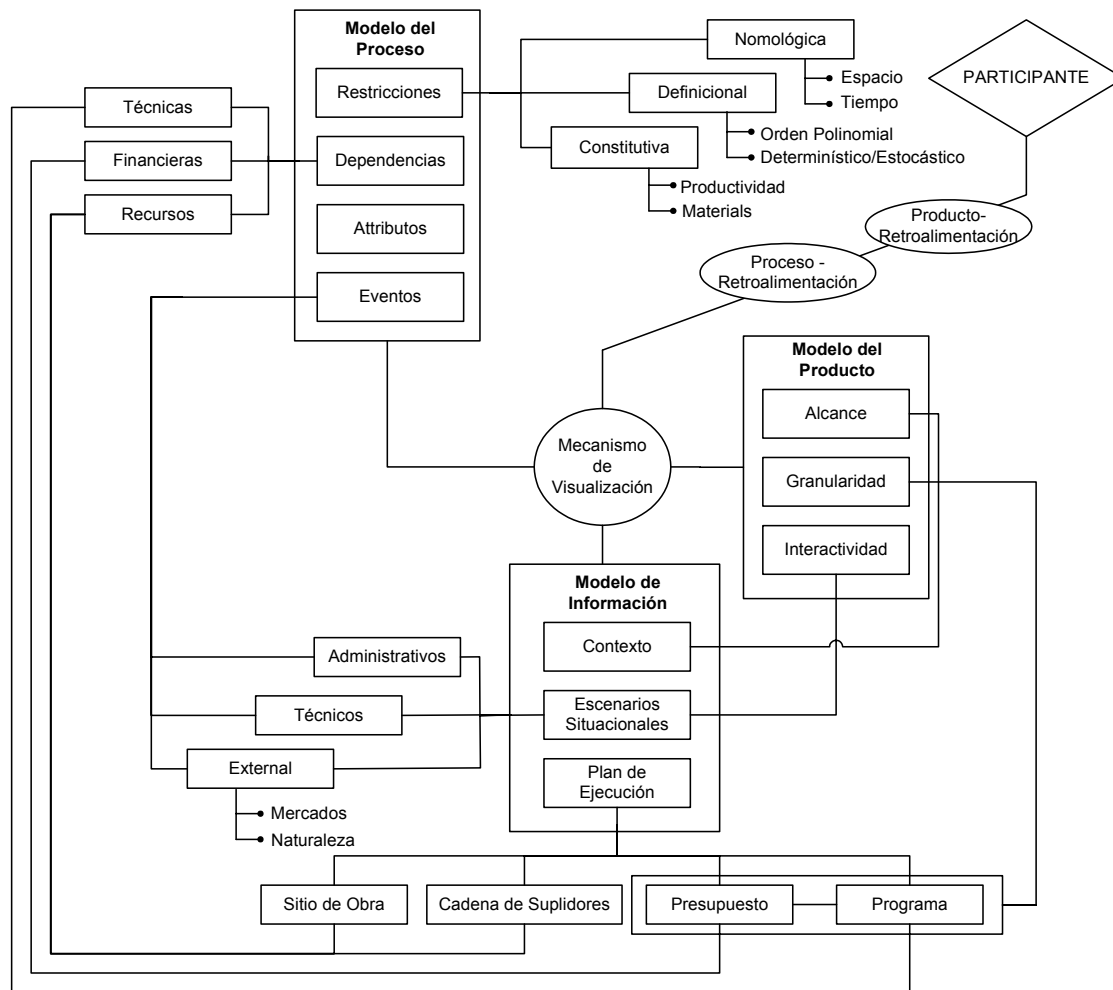 Modelo del
Proceso
Restricciones
Dependencias
Attributos
Eventos
Técnicas
Financieras
Recursos
Nomológica
Espacio
Tiempo
Definicional
Orden Polinomial
Determinístico/Estocástico
Constitutiva
Productividad
Materials
PARTICIPANTE
Producto-
Retroalimentación
Proceso -
Retroalimentación
Mecanismo
de
Visualización
Modelo del
Producto
Alcance
Granularidad
Interactividad
Modelo de
Información
Contexto
Escenarios
Situacionales
Plan de
Ejecución
Administrativos
Técnicos
External
Mercados
Naturaleza
Sitio de Obra
Cadena de Suplidores
Presupuesto
Programa